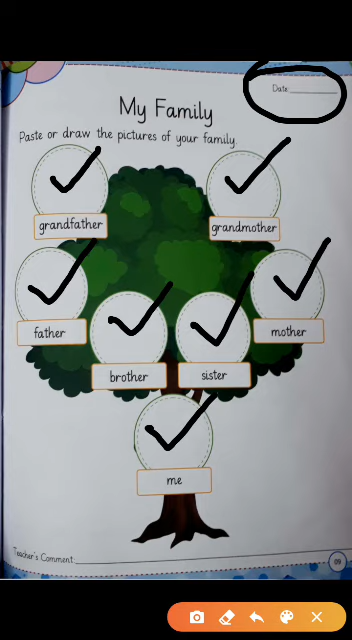 Date:
My Family
Paste or draw the pictures of your family.
grandfather
grandmother
father
mother
brother
sister
me
Teacher's Comment:
89